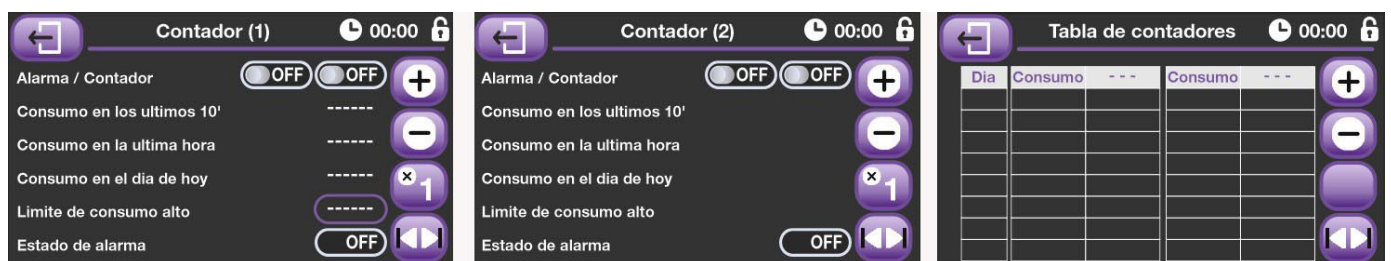 Contador (1) 00:00
Alarma / Contador OFF OFF
Consumo en los ultimos 10' ------
Consumo en la ultima hora ------
Consumo en el dia de hoy ------
×1
Limite de consumo alto ------
Estado de alarma OFF
Contador (2) 00:00
Alarma / Contador OFF OFF
Consumo en los ultimos 10'
Consumo en la ultima hora
Consumo en el dia de hoy
×1
Limite de consumo alto
Estado de alarma OFF
Tabla de contadores 00:00
Dia Consumo --- Consumo ---